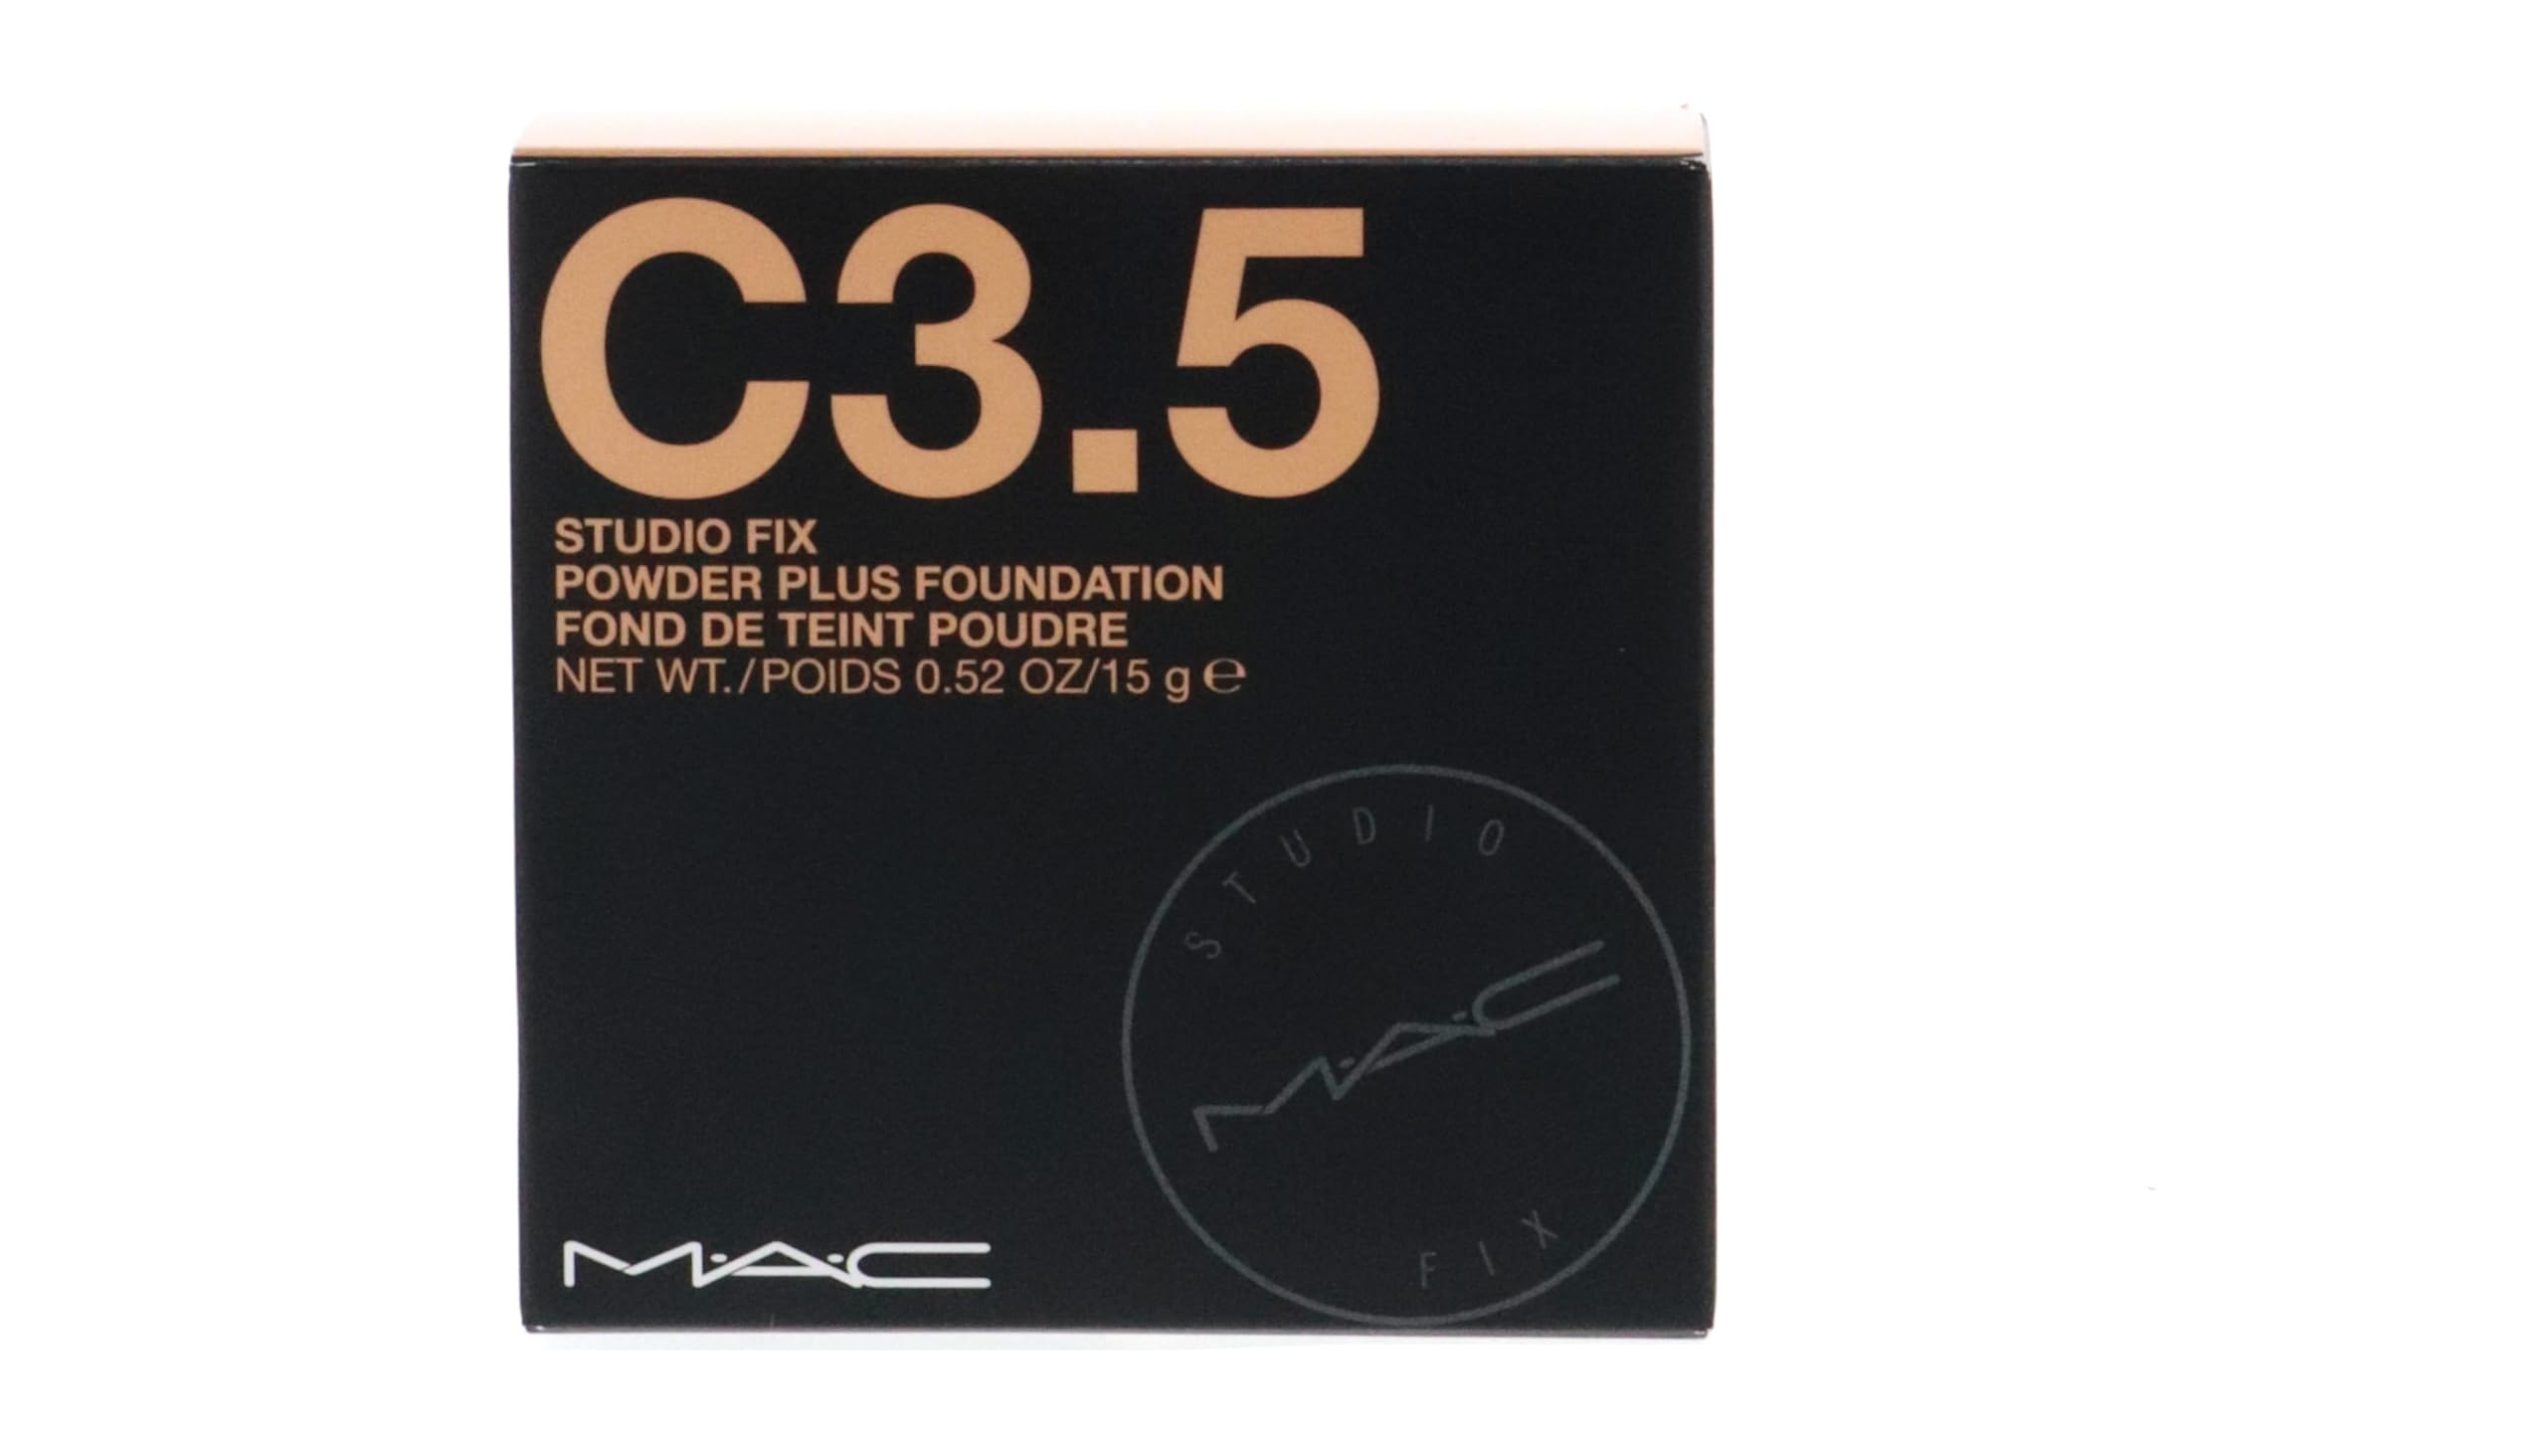 C3.5
STUDIO FIX
POWDER PLUS FOUNDATION
FOND DE TEINT POUDRE
NET WT./POIDS 0.52 OZ/15 g ℮
STUDIO
M·A·C
FIX
M·A·C